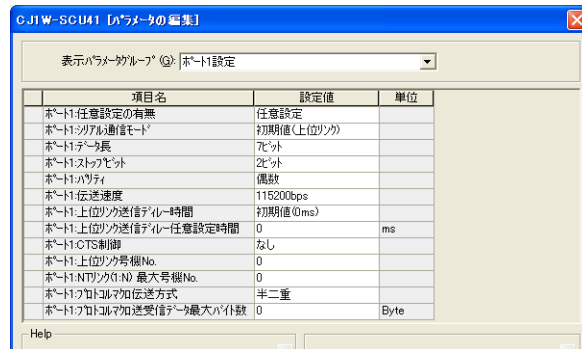 CJ1W-SCU41 [ﾊﾟﾗﾒｰﾀの編集]
表示ﾊﾟﾗﾒｰﾀｸﾞﾙｰﾌﾟ(G): ﾎﾟｰﾄ1設定
項目名 設定値 単位
ﾎﾟｰﾄ1:任意設定の有無 任意設定
ﾎﾟｰﾄ1:ｼﾘｱﾙ通信ﾓｰﾄﾞ 初期値(上位ﾘﾝｸ)
ﾎﾟｰﾄ1:ﾃﾞｰﾀ長 7ﾋﾞｯﾄ
ﾎﾟｰﾄ1:ｽﾄｯﾌﾟﾋﾞｯﾄ 2ﾋﾞｯﾄ
ﾎﾟｰﾄ1:ﾊﾟﾘﾃｨ 偶数
ﾎﾟｰﾄ1:伝送速度 115200bps
ﾎﾟｰﾄ1:上位ﾘﾝｸ送信ﾃﾞｨﾚｰ時間 初期値(0ms)
ﾎﾟｰﾄ1:上位ﾘﾝｸ送信ﾃﾞｨﾚｰ任意設定時間 0 ms
ﾎﾟｰﾄ1:CTS制御 なし
ﾎﾟｰﾄ1:上位ﾘﾝｸ号機No. 0
ﾎﾟｰﾄ1:NTﾘﾝｸ(1:N) 最大号機No. 0
ﾎﾟｰﾄ1:ﾌﾟﾛﾄｺﾙﾏｸﾛ伝送方式 半二重
ﾎﾟｰﾄ1:ﾌﾟﾛﾄｺﾙﾏｸﾛ送受信ﾃﾞｰﾀ最大ﾊﾞｲﾄ数 0 Byte
Help